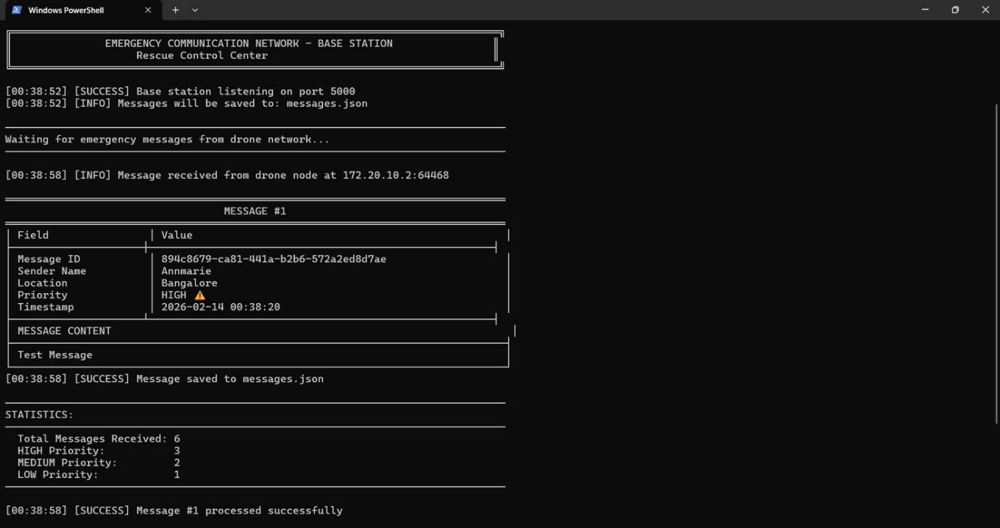 Windows PowerShell
EMERGENCY COMMUNICATION NETWORK - BASE STATION
Rescue Control Center
[00:38:52] [SUCCESS] Base station listening on port 5000
[00:38:52] [INFO] Messages will be saved to: messages.json
Waiting for emergency messages from drone network...
[00:38:58] [INFO] Message received from drone node at 172.20.10.2:64468
MESSAGE #1
Field | Value
Message ID | 894c8679-ca81-441a-b2b6-572a2ed8d7ae
Sender Name | Annmarie
Location | Bangalore
Priority | HIGH ⚠
Timestamp | 2026-02-14 00:38:20
MESSAGE CONTENT
Test Message
[00:38:58] [SUCCESS] Message saved to messages.json
STATISTICS:
Total Messages Received: 6
HIGH Priority: 3
MEDIUM Priority: 2
LOW Priority: 1
[00:38:58] [SUCCESS] Message #1 processed successfully